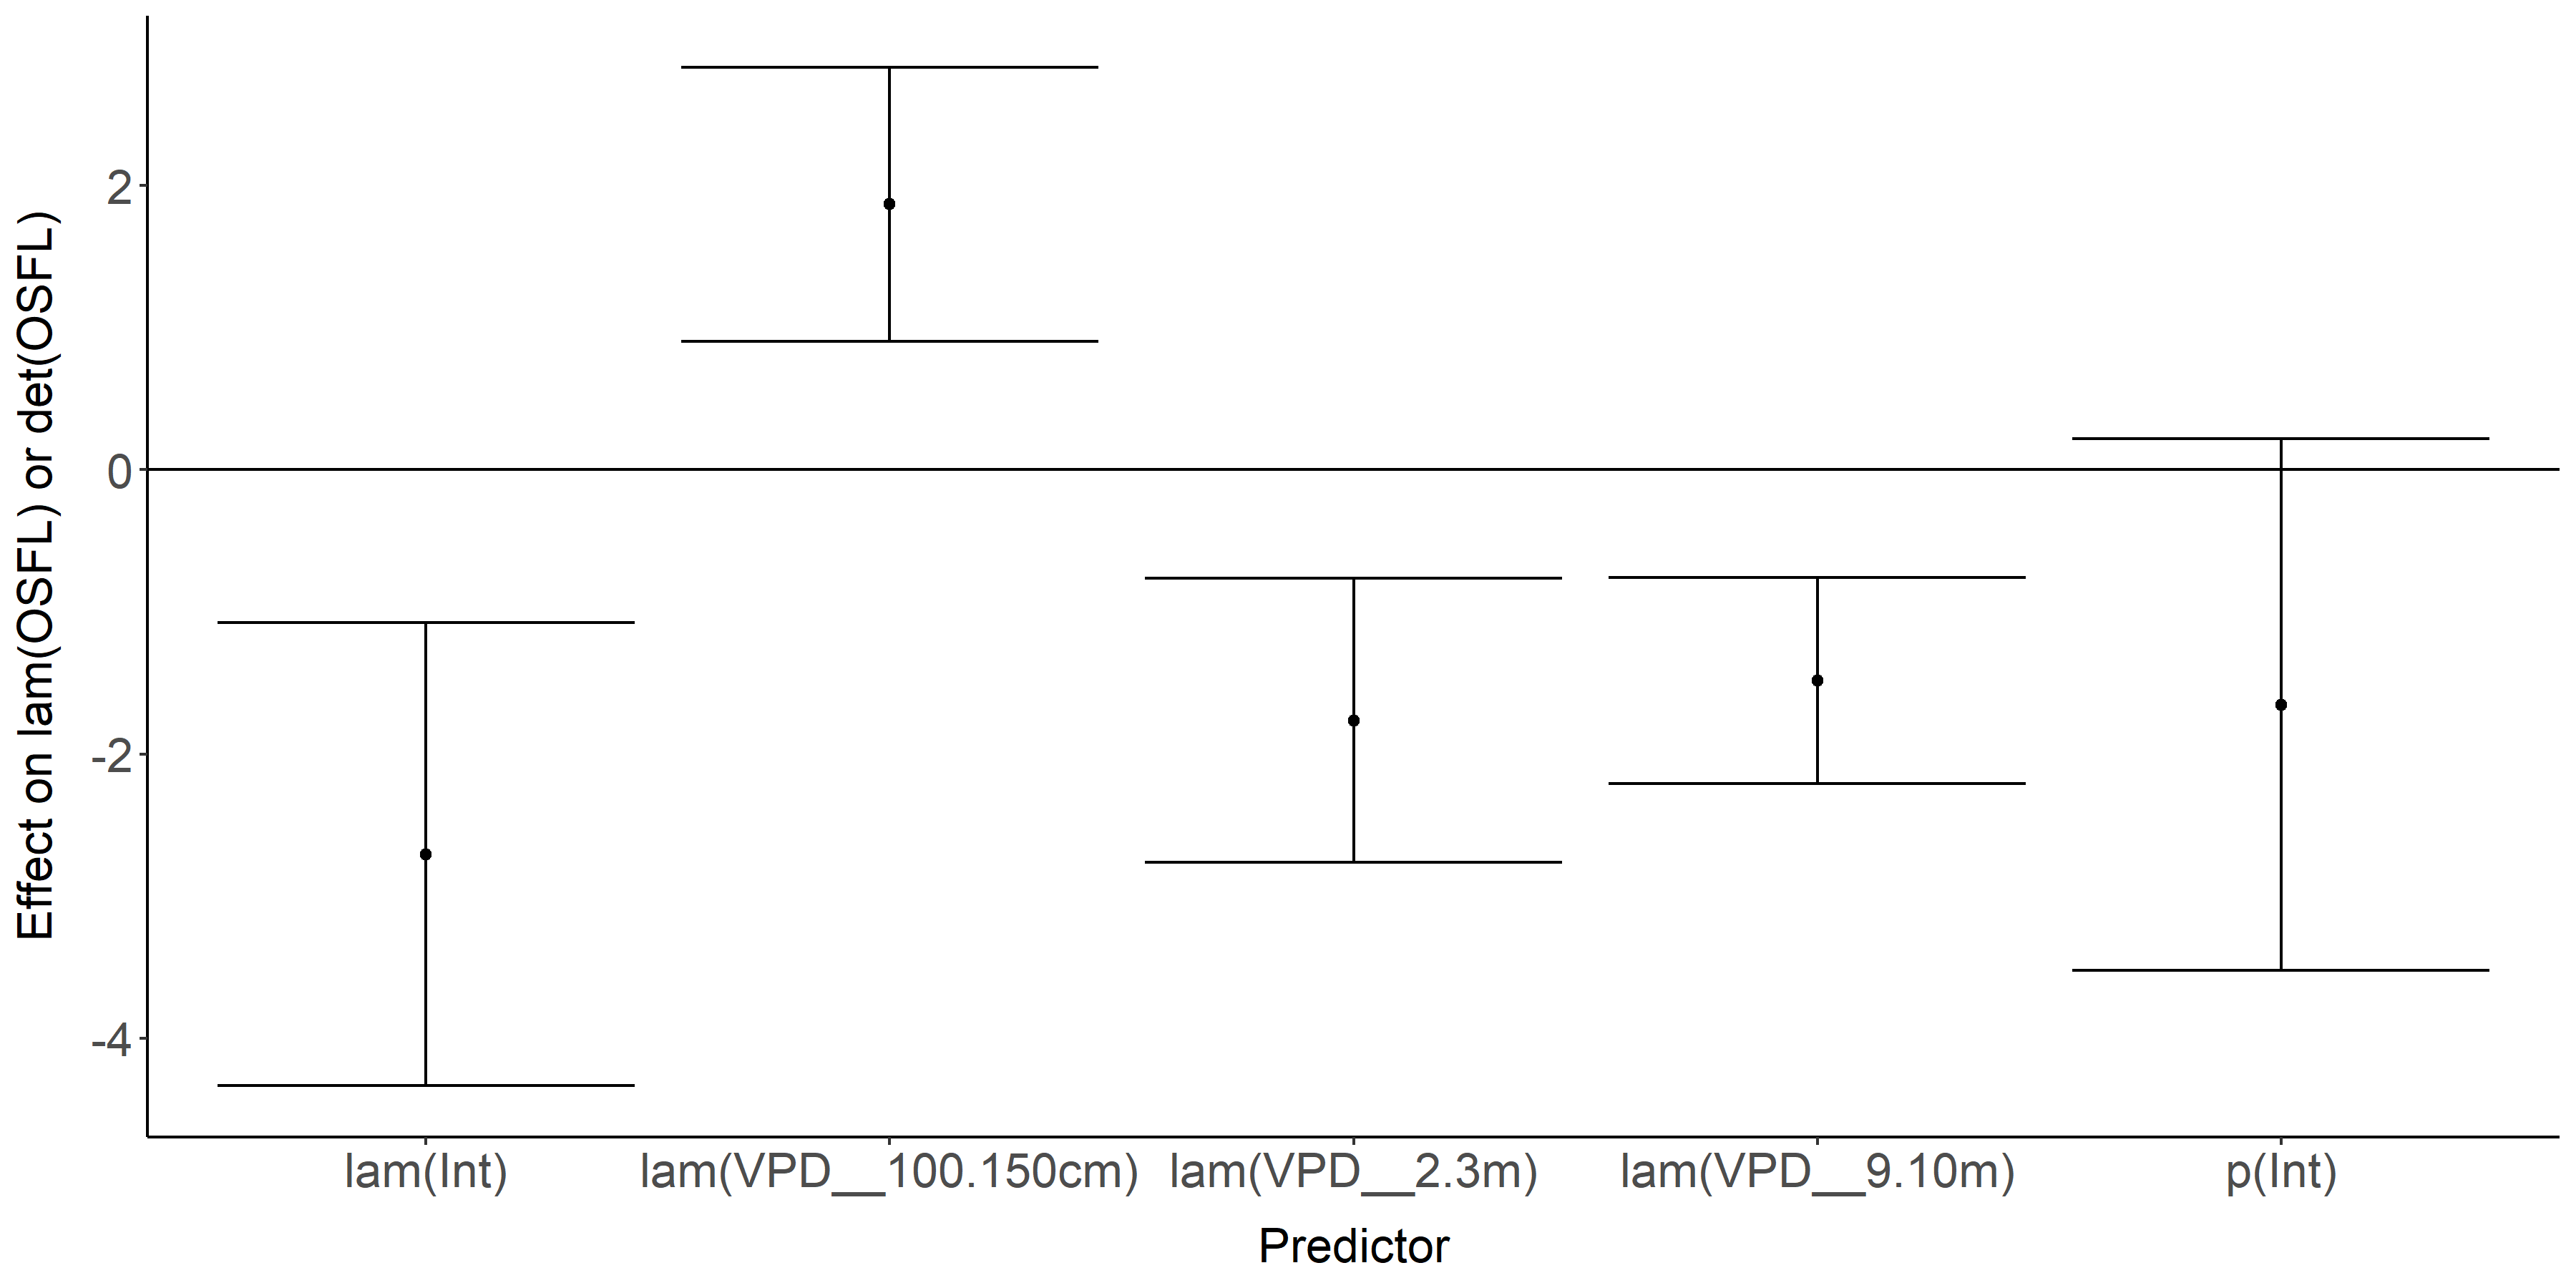 Effect on lam(OSFL) or det(OSFL)
2
0
-2
-4
lam(Int)
lam(VPD__100.150cm)
lam(VPD__2.3m)
lam(VPD__9.10m)
p(Int)
Predictor